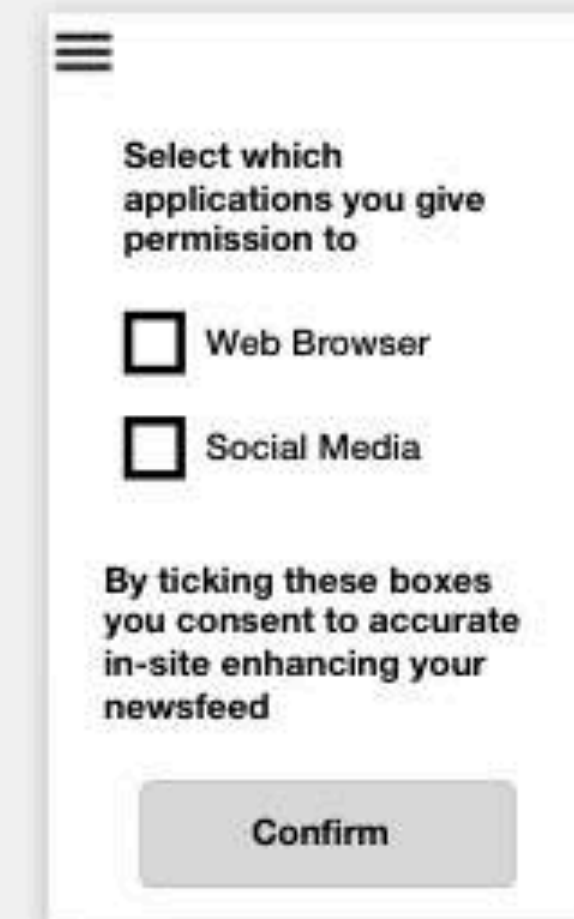 Select which
applications you give
permission to
Web Browser
Social Media
By ticking these boxes
you consent to accurate
in-site enhancing your
newsfeed
Confirm